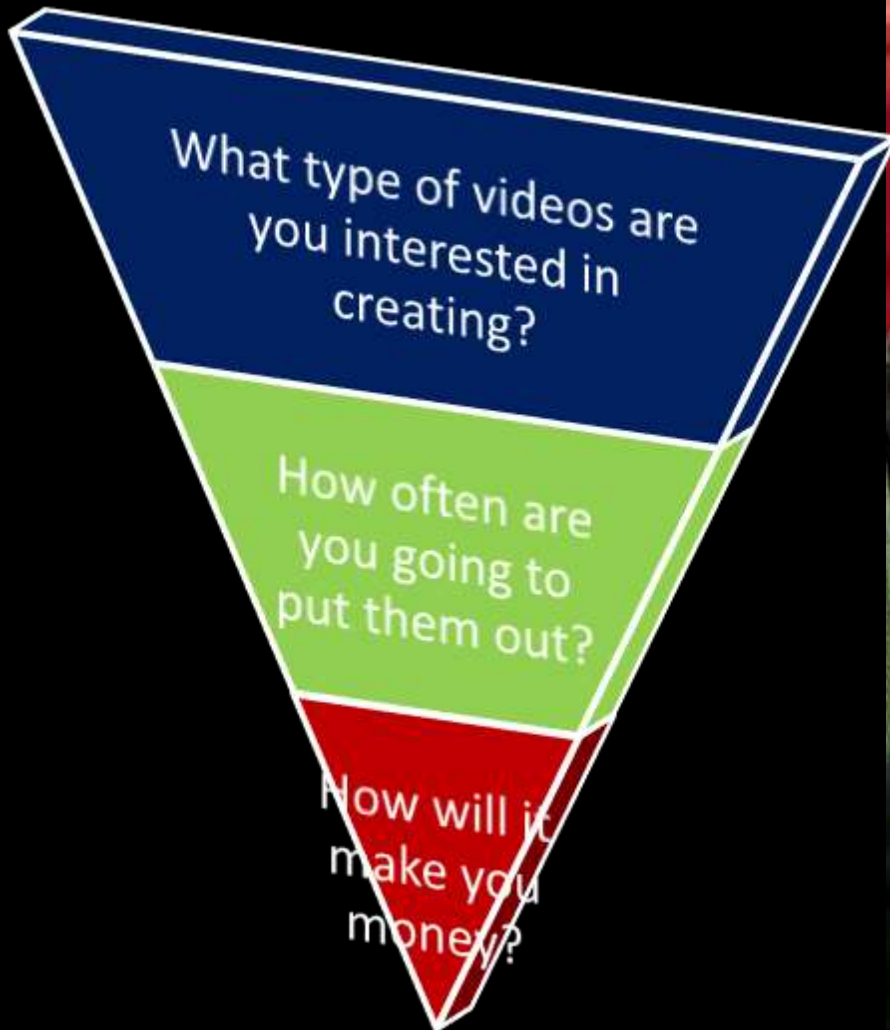 What type of videos are
you interested in
creating?
How often are
you going to
put them out?
How will it
make you
money?